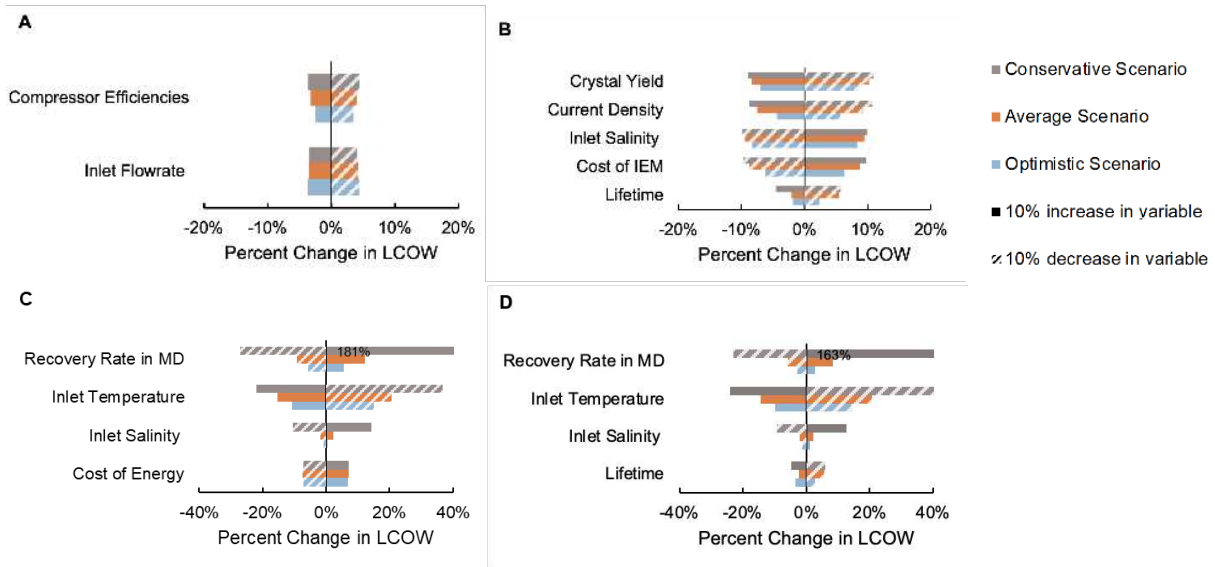 A
Compressor Efficiencies
Inlet Flowrate
-20% -10% 0% 10% 20%
Percent Change in LCOW
B
Crystal Yield
Current Density
Inlet Salinity
Cost of IEM
Lifetime
-20% -10% 0% 10% 20%
Percent Change in LCOW
Conservative Scenario
Average Scenario
Optimistic Scenario
10% increase in variable
10% decrease in variable
C
Recovery Rate in MD
181%
Inlet Temperature
Inlet Salinity
Cost of Energy
-40% -20% 0% 20% 40%
Percent Change in LCOW
D
Recovery Rate in MD
163%
Inlet Temperature
Inlet Salinity
Lifetime
-40% -20% 0% 20% 40%
Percent Change in LCOW